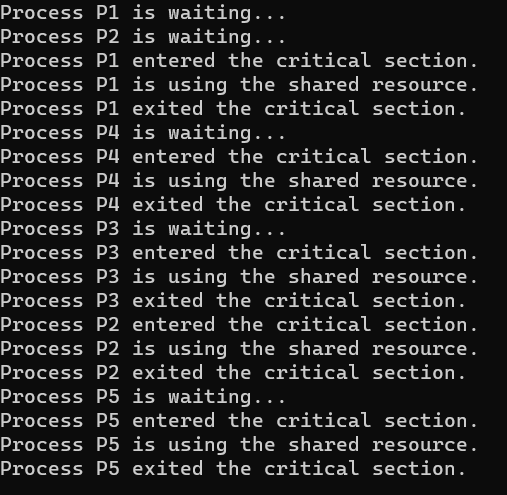 Process P1 is waiting...
Process P2 is waiting...
Process P1 entered the critical section.
Process P1 is using the shared resource.
Process P1 exited the critical section.
Process P4 is waiting...
Process P4 entered the critical section.
Process P4 is using the shared resource.
Process P4 exited the critical section.
Process P3 is waiting...
Process P3 entered the critical section.
Process P3 is using the shared resource.
Process P3 exited the critical section.
Process P2 entered the critical section.
Process P2 is using the shared resource.
Process P2 exited the critical section.
Process P5 is waiting...
Process P5 entered the critical section.
Process P5 is using the shared resource.
Process P5 exited the critical section.